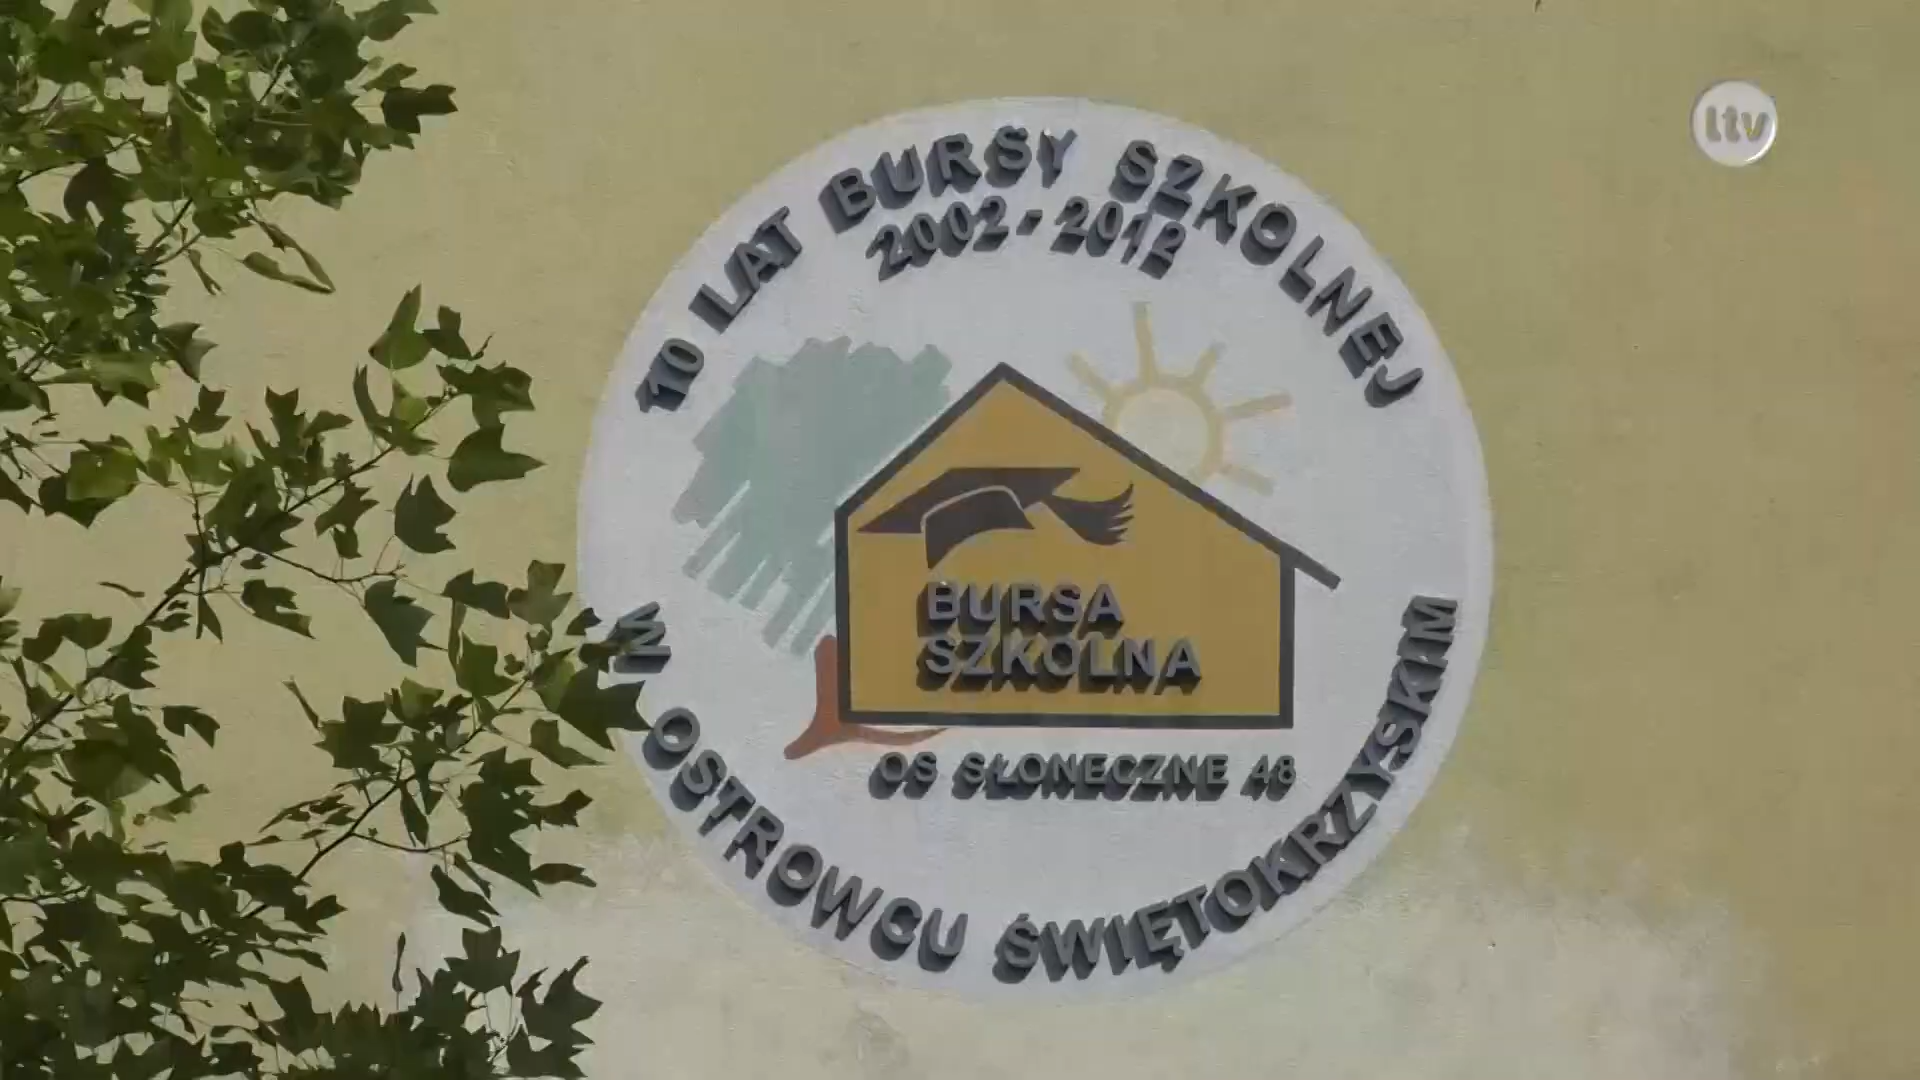 10 LAT BURSY SZKOLNEJ
2002-2012
BURSA
SZKOLNA
OS SŁONECZNE 48
W OSTROWCU ŚWIĘTOKRZYSKIM
ltv